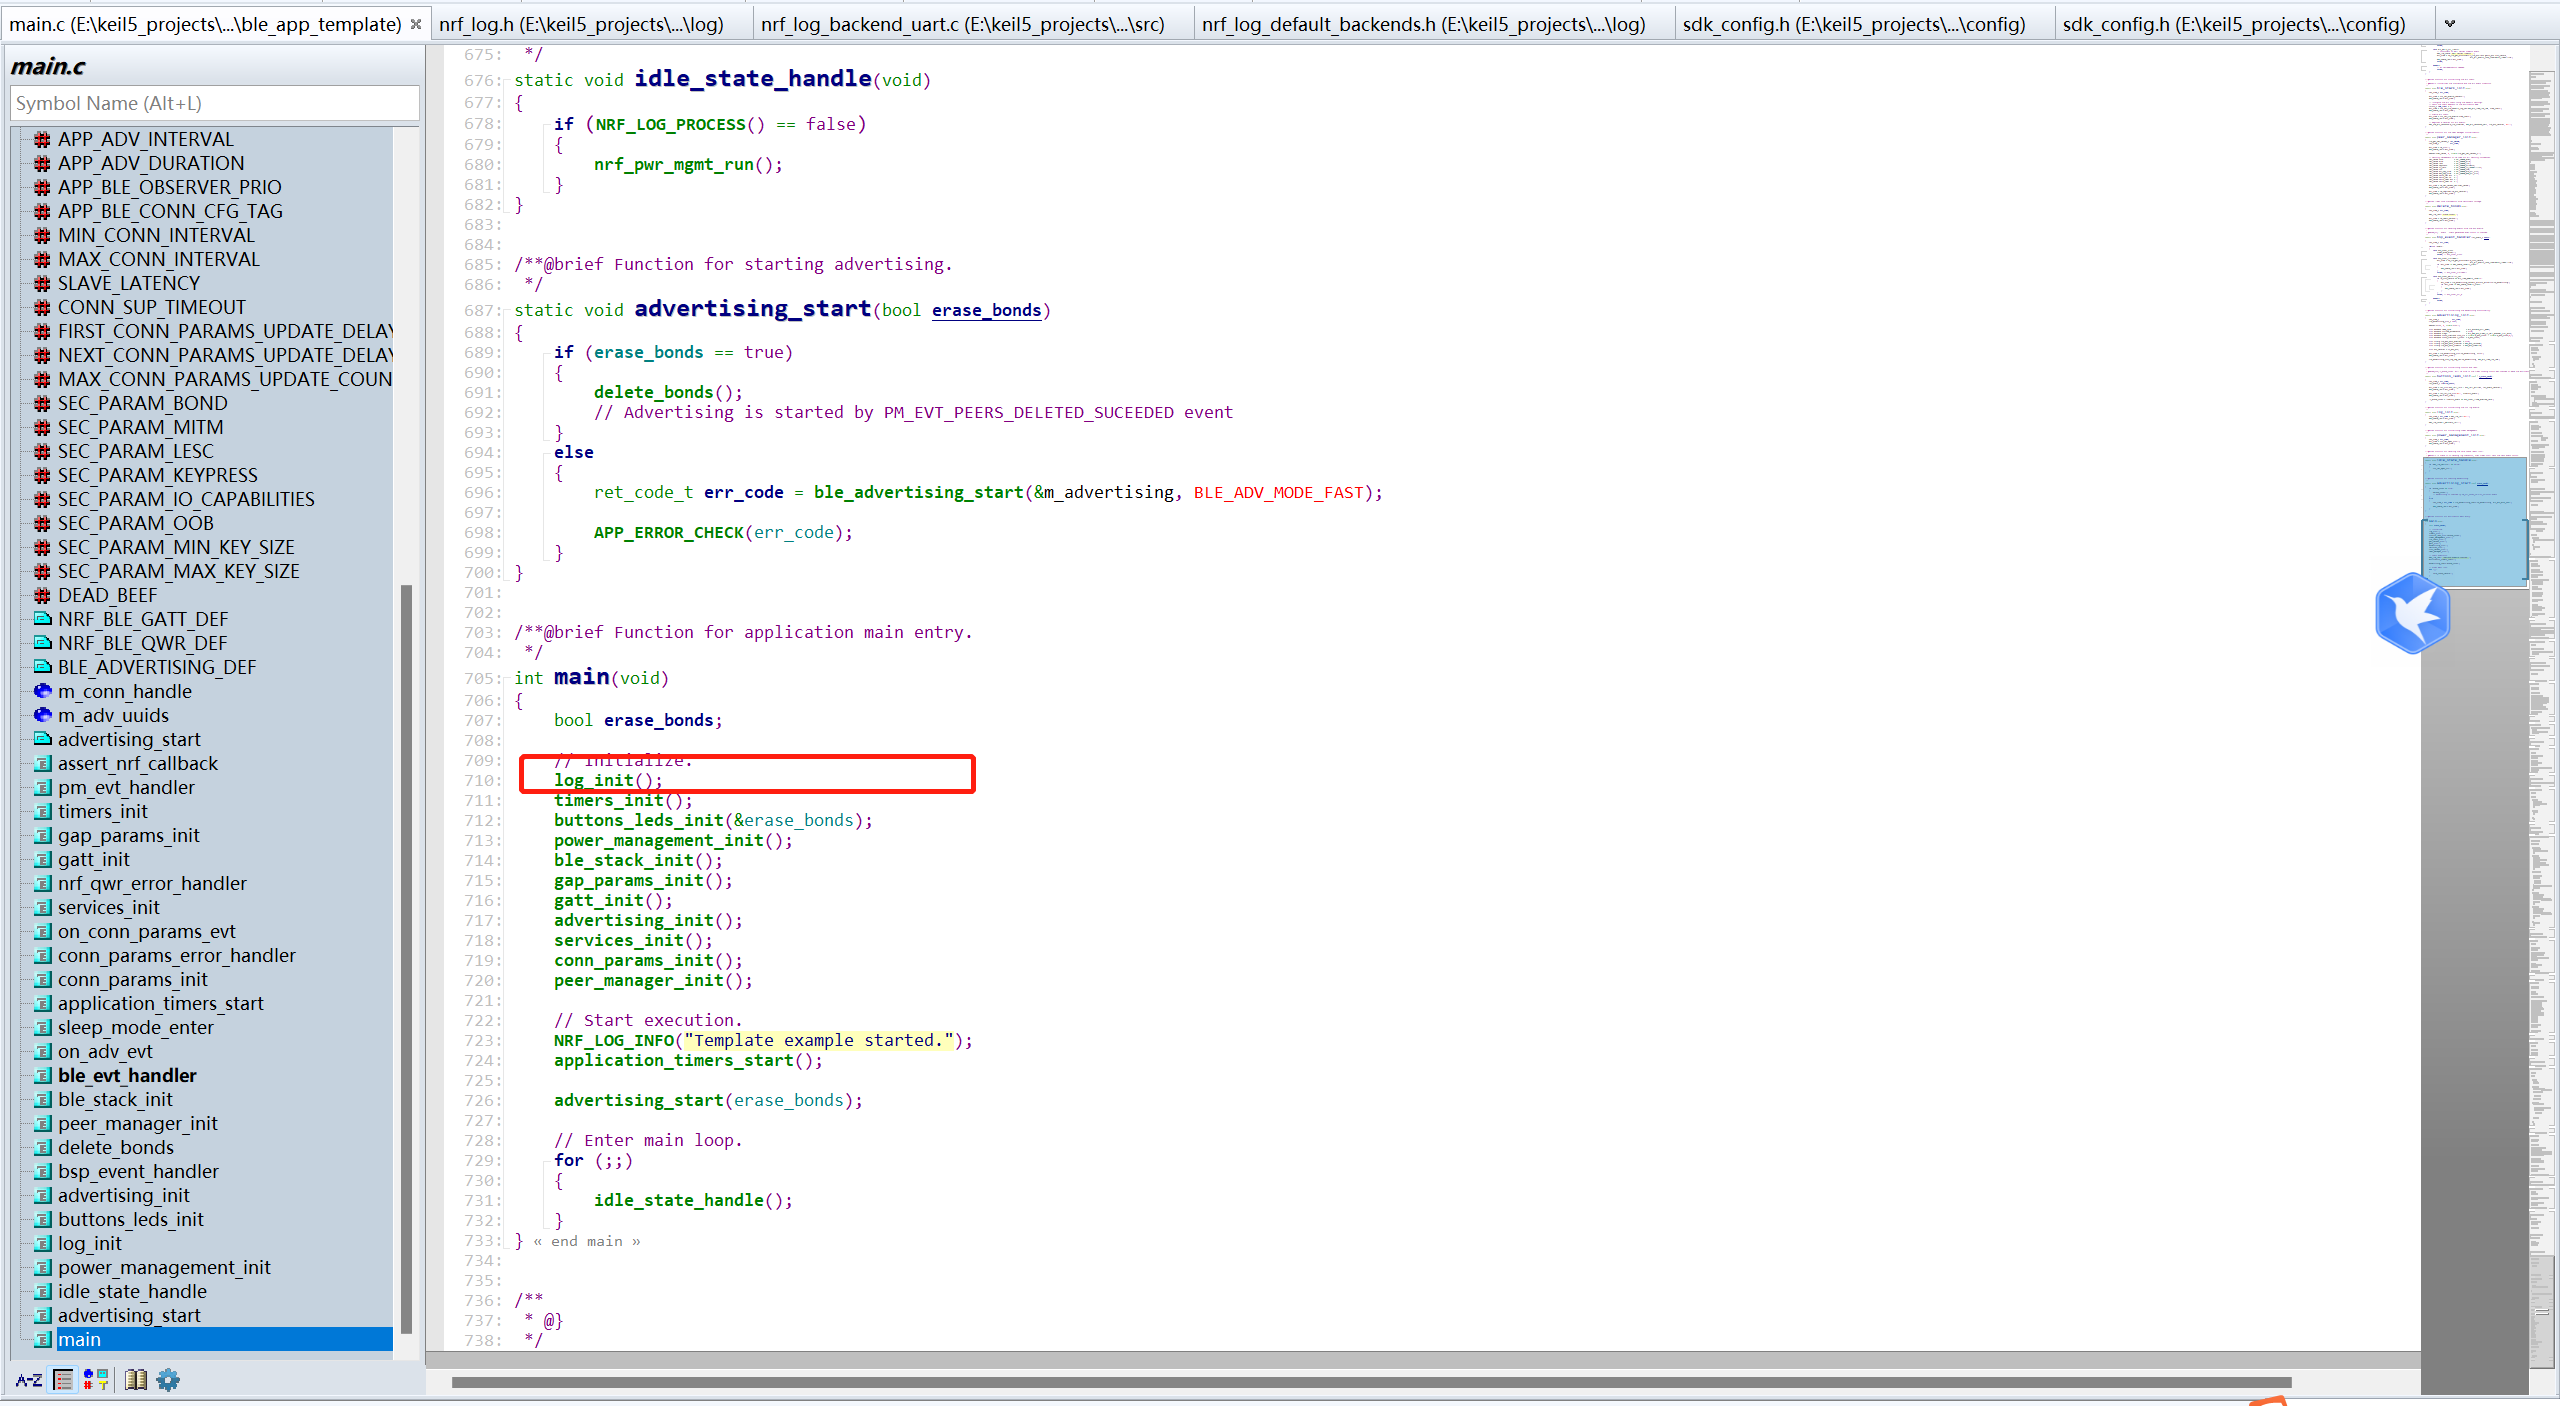 main.c (E:\keil5_projects\...\ble_app_template)
nrf_log.h (E:\keil5_projects\...\log)
nrf_log_backend_uart.c (E:\keil5_projects\...\src)
nrf_log_default_backends.h (E:\keil5_projects\...\log)
sdk_config.h (E:\keil5_projects\...\config)
sdk_config.h (E:\keil5_projects\...\config)
main.c
Symbol Name (Alt+L)
APP_ADV_INTERVAL
APP_ADV_DURATION
APP_BLE_OBSERVER_PRIO
APP_BLE_CONN_CFG_TAG
MIN_CONN_INTERVAL
MAX_CONN_INTERVAL
SLAVE_LATENCY
CONN_SUP_TIMEOUT
FIRST_CONN_PARAMS_UPDATE_DELAY
NEXT_CONN_PARAMS_UPDATE_DELAY
MAX_CONN_PARAMS_UPDATE_COUN
SEC_PARAM_BOND
SEC_PARAM_MITM
SEC_PARAM_LESC
SEC_PARAM_KEYPRESS
SEC_PARAM_IO_CAPABILITIES
SEC_PARAM_OOB
SEC_PARAM_MIN_KEY_SIZE
SEC_PARAM_MAX_KEY_SIZE
DEAD_BEEF
NRF_BLE_GATT_DEF
NRF_BLE_QWR_DEF
BLE_ADVERTISING_DEF
m_conn_handle
m_adv_uuids
advertising_start
assert_nrf_callback
pm_evt_handler
timers_init
gap_params_init
gatt_init
nrf_qwr_error_handler
services_init
on_conn_params_evt
conn_params_error_handler
conn_params_init
application_timers_start
sleep_mode_enter
on_adv_evt
ble_evt_handler
ble_stack_init
peer_manager_init
delete_bonds
bsp_event_handler
advertising_init
buttons_leds_init
log_init
power_management_init
idle_state_handle
advertising_start
main
A-Z
675: */
676: static void idle_state_handle(void)
677: {
678: if (NRF_LOG_PROCESS() == false)
679: {
680: nrf_pwr_mgmt_run();
681: }
682: }
683:
684:
685: /**@brief Function for starting advertising.
686: */
687: static void advertising_start(bool erase_bonds)
688: {
689: if (erase_bonds == true)
690: {
691: delete_bonds();
692: // Advertising is started by PM_EVT_PEERS_DELETED_SUCEEDED event
693: }
694: else
695: {
696: ret_code_t err_code = ble_advertising_start(&m_advertising, BLE_ADV_MODE_FAST);
697:
698: APP_ERROR_CHECK(err_code);
699: }
700: }
701:
702:
703: /**@brief Function for application main entry.
704: */
705: int main(void)
706: {
707: bool erase_bonds;
708:
709: // Initialize.
710: log_init();
711: timers_init();
712: buttons_leds_init(&erase_bonds);
713: power_management_init();
714: ble_stack_init();
715: gap_params_init();
716: gatt_init();
717: advertising_init();
718: services_init();
719: conn_params_init();
720: peer_manager_init();
721:
722: // Start execution.
723: NRF_LOG_INFO("Template example started.");
724: application_timers_start();
725:
726: advertising_start(erase_bonds);
727:
728: // Enter main loop.
729: for (;;)
730: {
731: idle_state_handle();
732: }
733: } « end main »
734:
735:
736: /**
737: * @}
738: */